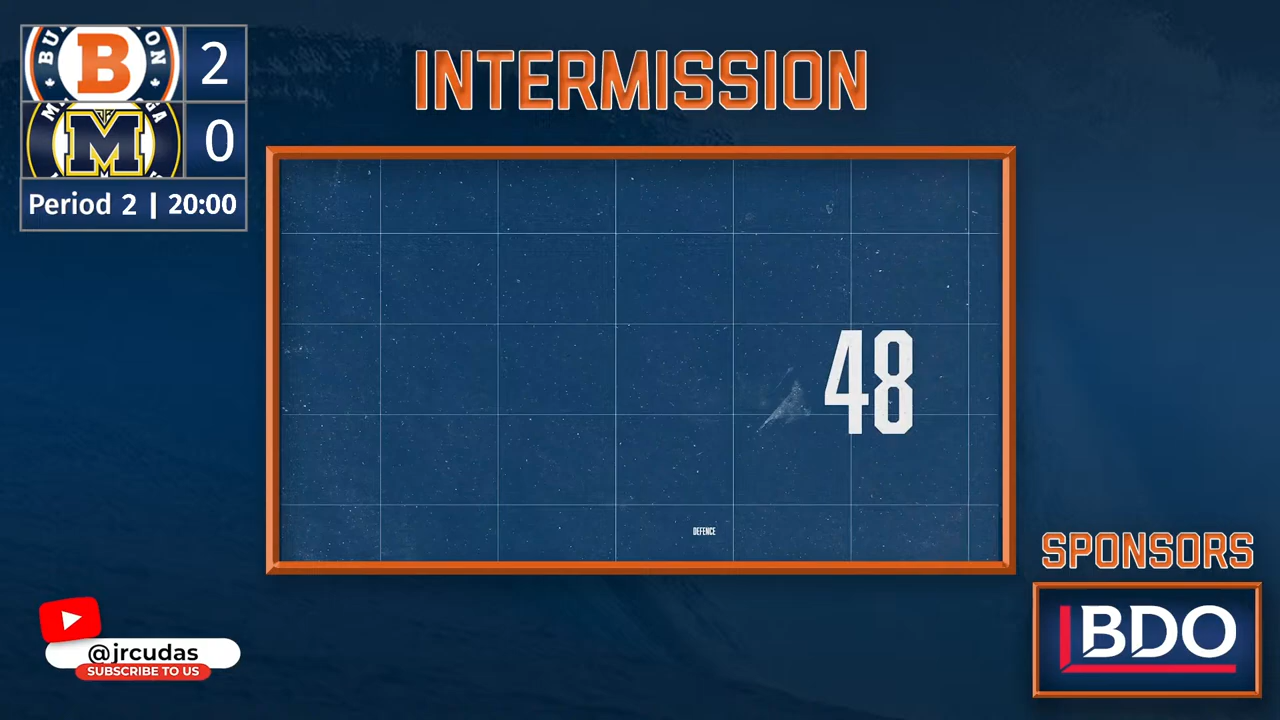 INTERMISSION
B
2
M
0
Period 2 | 20:00
48
DEFENCE
SPONSORS
BDO
@jrcudas
SUBSCRIBE TO US